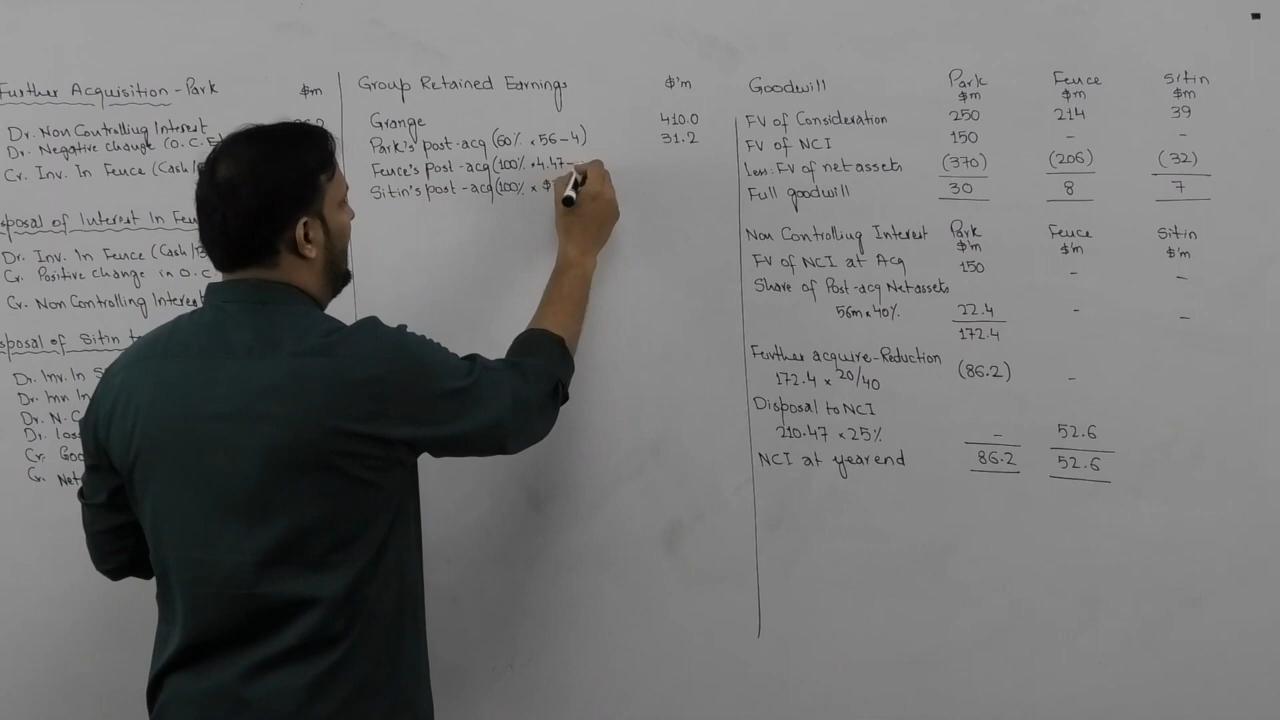 Further Acquisition - Park $m
Dr. Non Controlling Interest
Dr. Negative change (O.C.E)
Cr. Inv. In Fence (Cash/
sposal of Interest In Fen
Dr. Inv. In Fence (Cash/B
Cr. Positive change in O.C
Cr. Non Controlling Interest
sposal of Sitin t
Dr. Inv. In S
Dr. Inv In
Dr. N.C
Dr. loss
Cr. Goo
Cr. Net
Group Retained Earnings $'m
Grange 410.0
Park's post-acq (60% × 56 - 4) 31.2
Fence's post-acq (100% × 4.47-
Sitin's post-acq (100% × $
Goodwill Park Fence Sitin
$m $m $m
FV of Consideration 250 214 39
FV of NCI 150 - -
Less: FV of net assets (370) (206) (32)
Full goodwill 30 8 7
Non Controlling Interest Park Fence Sitin
$'m $'m $'m
FV of NCI at Acq 150 - -
Share of Post-acq Netassets
56m×40% 22.4 - -
172.4
Further acquire-Reduction
172.4 × 20/40 (86.2) -
Disposal to NCI
210.47 × 25% - 52.6
NCI at year end 86.2 52.6